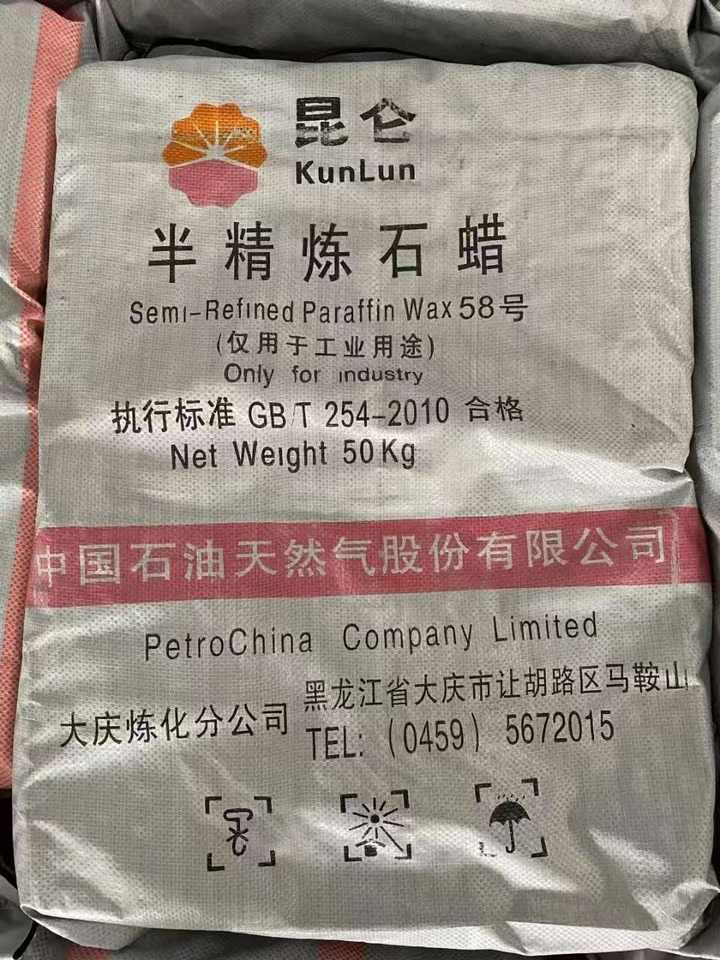 昆仑
KunLun
半精炼石蜡
Semi-Refined Paraffin Wax 58号
(仅用于工业用途)
Only for industry
执行标准 GB/T 254-2010 合格
Net Weight 50Kg
中国石油天然气股份有限公司
PetroChina Company Limited
大庆炼化分公司
黑龙江省大庆市让胡路区马鞍山
TEL: (0459) 5672015